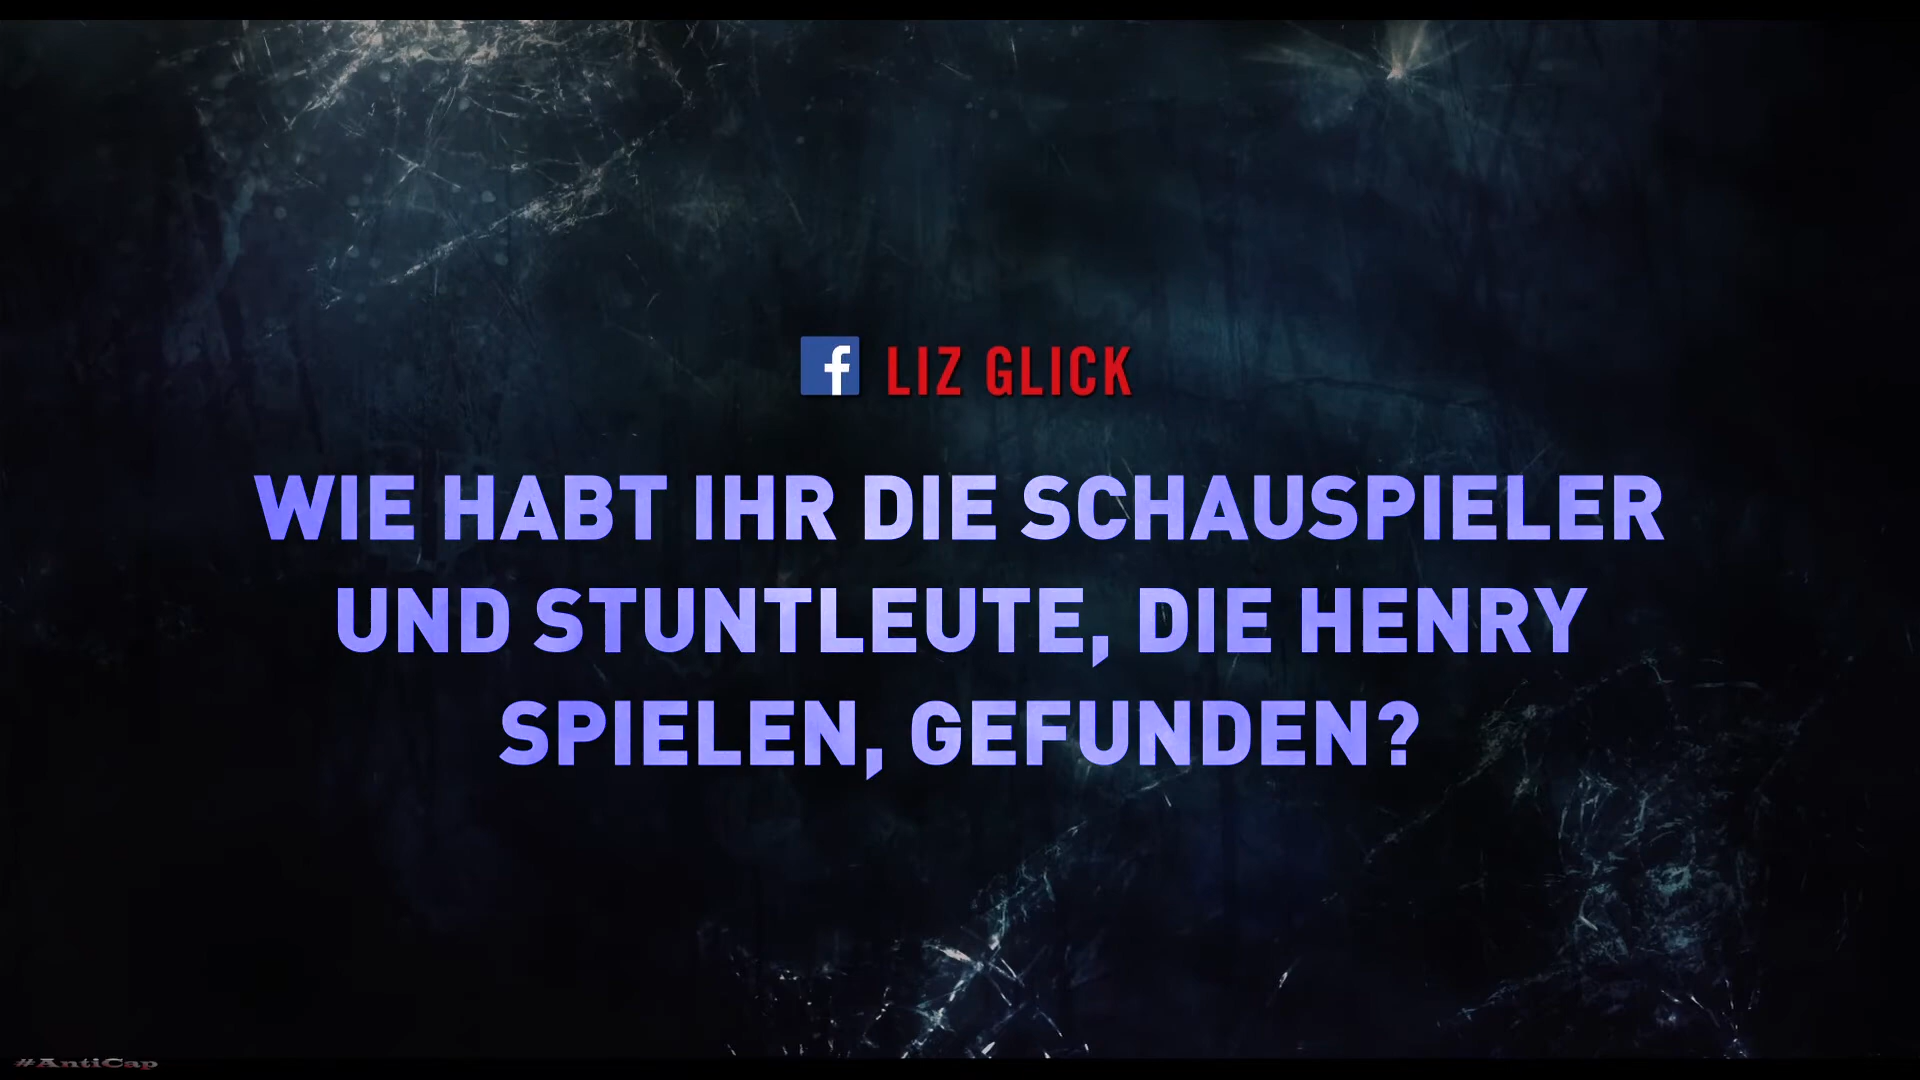 f LIZ GLICK
WIE HABT IHR DIE SCHAUSPIELER
UND STUNTLEUTE, DIE HENRY
SPIELEN, GEFUNDEN?
#AntiCap